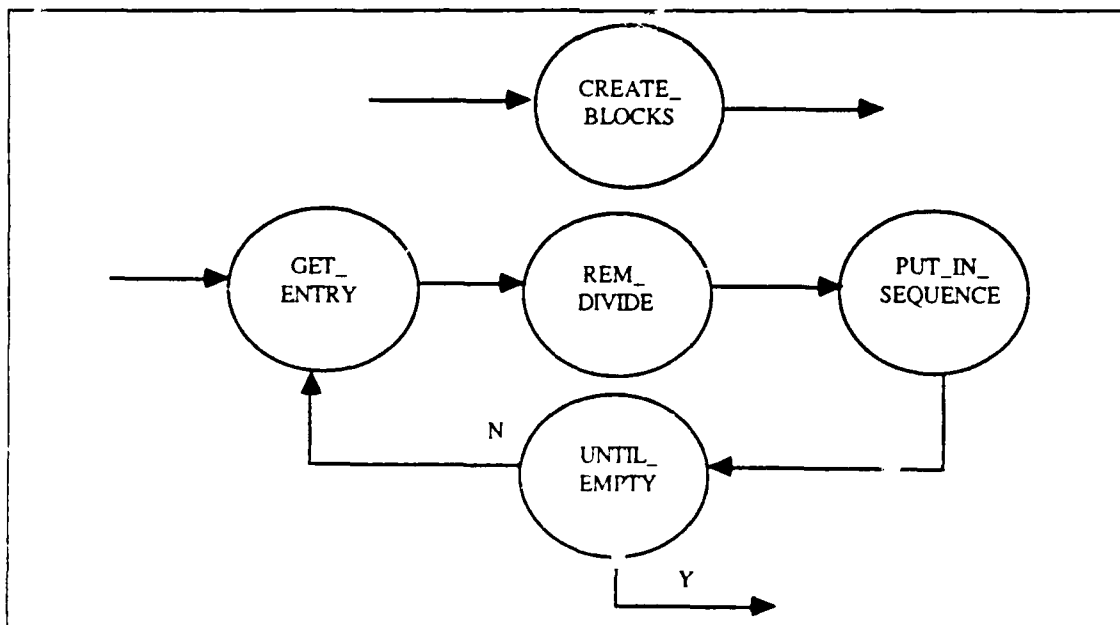 CREATE_
BLOCKS
GET_
ENTRY
REM_
DIVIDE
PUT_IN_
SEQUENCE
N
UNTIL_
EMPTY
Y